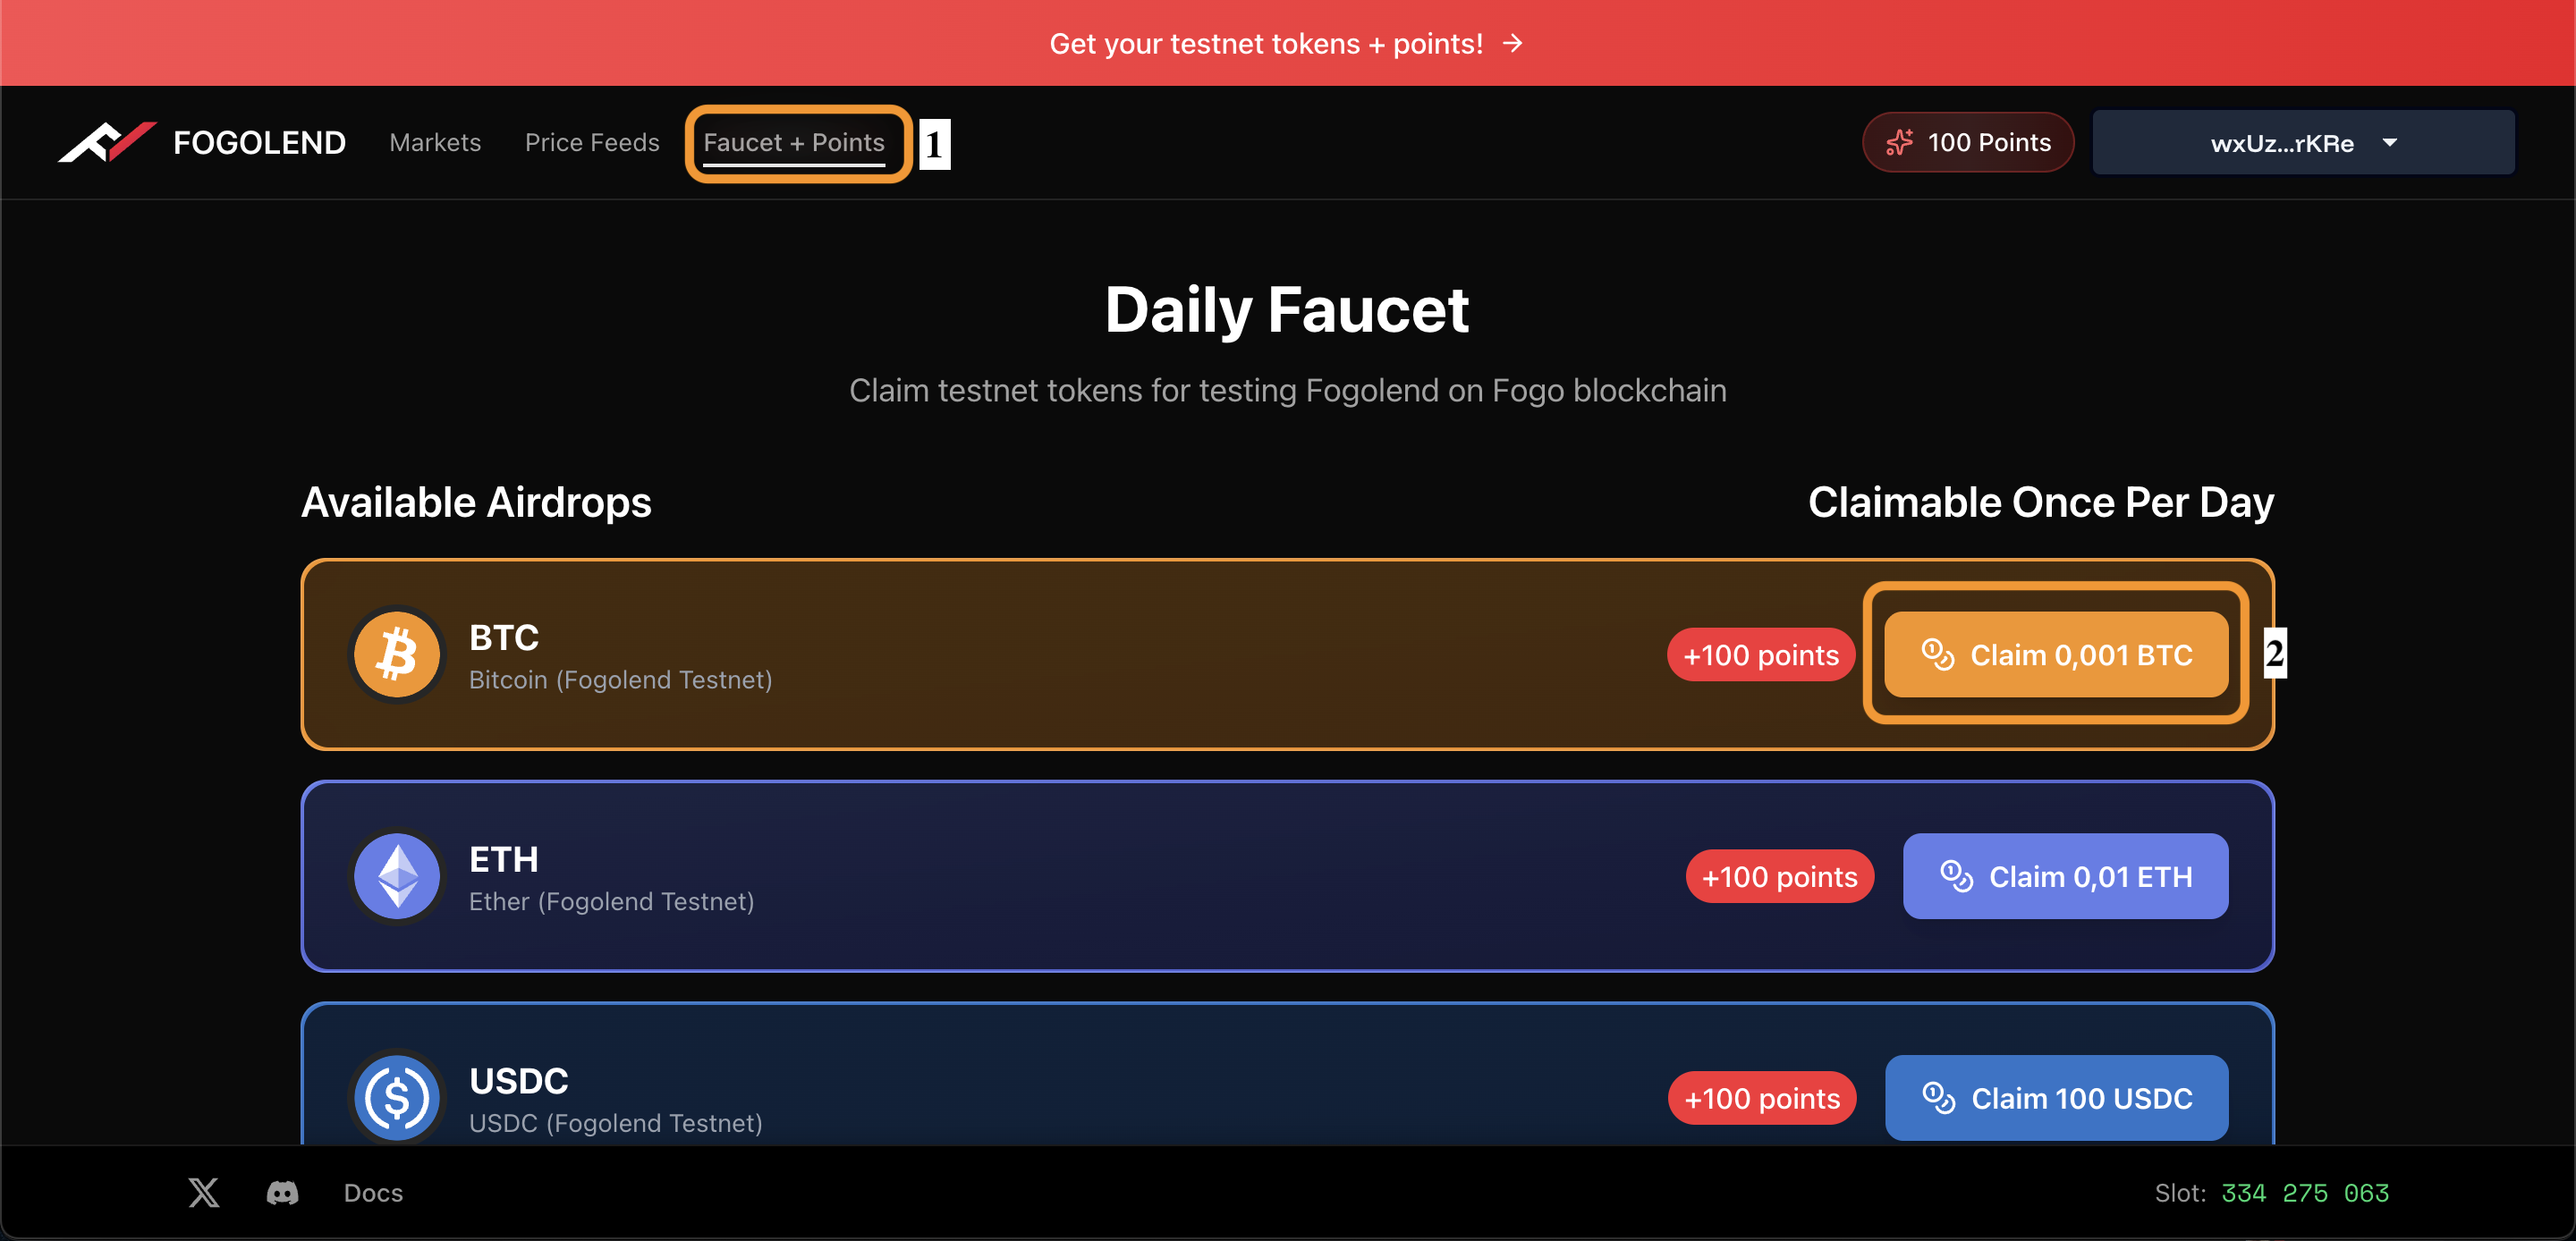 Get your testnet tokens + points! →
FOGOLEND Markets Price Feeds Faucet + Points 1 100 Points wxUz...rKRe
Daily Faucet
Claim testnet tokens for testing Fogolend on Fogo blockchain
Available Airdrops Claimable Once Per Day
BTC
Bitcoin (Fogolend Testnet)
+100 points Claim 0,001 BTC 2
ETH
Ether (Fogolend Testnet)
+100 points Claim 0,01 ETH
USDC
USDC (Fogolend Testnet)
+100 points Claim 100 USDC
Docs Slot: 334 275 063